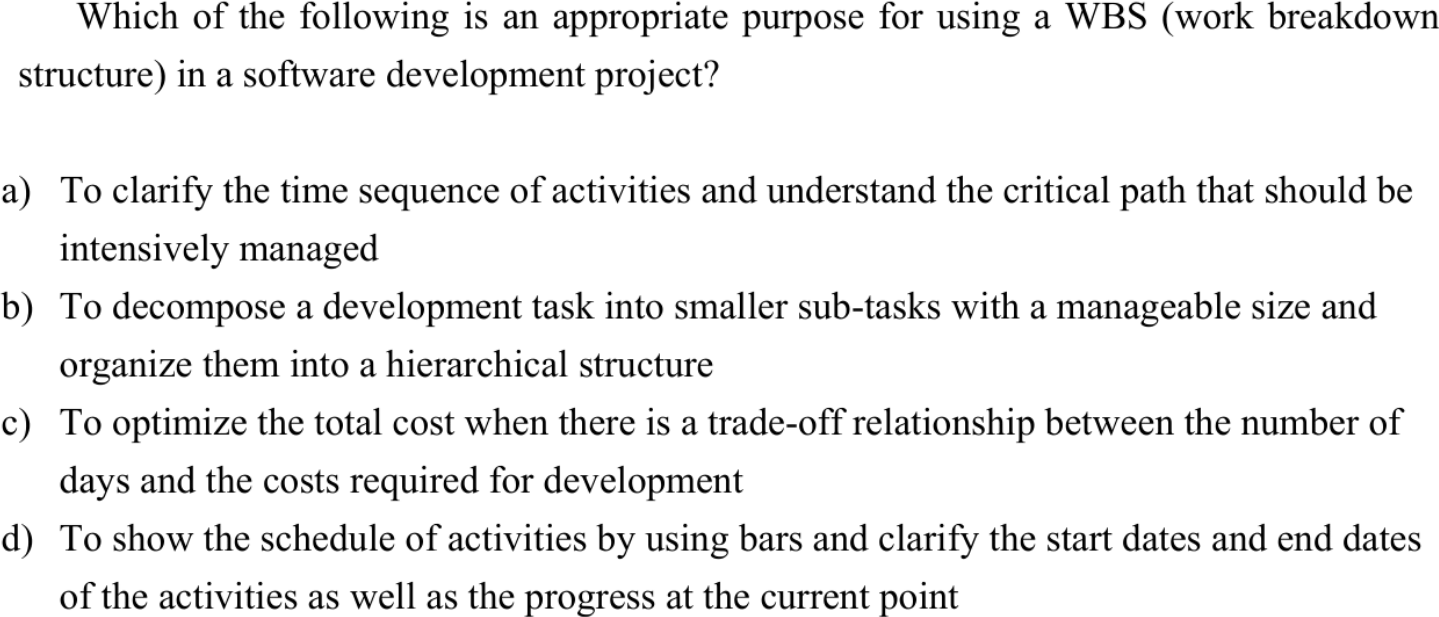 Which of the following is an appropriate purpose for using a WBS (work breakdown
structure) in a software development project?
a) To clarify the time sequence of activities and understand the critical path that should be
intensively managed
b) To decompose a development task into smaller sub-tasks with a manageable size and
organize them into a hierarchical structure
c) To optimize the total cost when there is a trade-off relationship between the number of
days and the costs required for development
d) To show the schedule of activities by using bars and clarify the start dates and end dates
of the activities as well as the progress at the current point